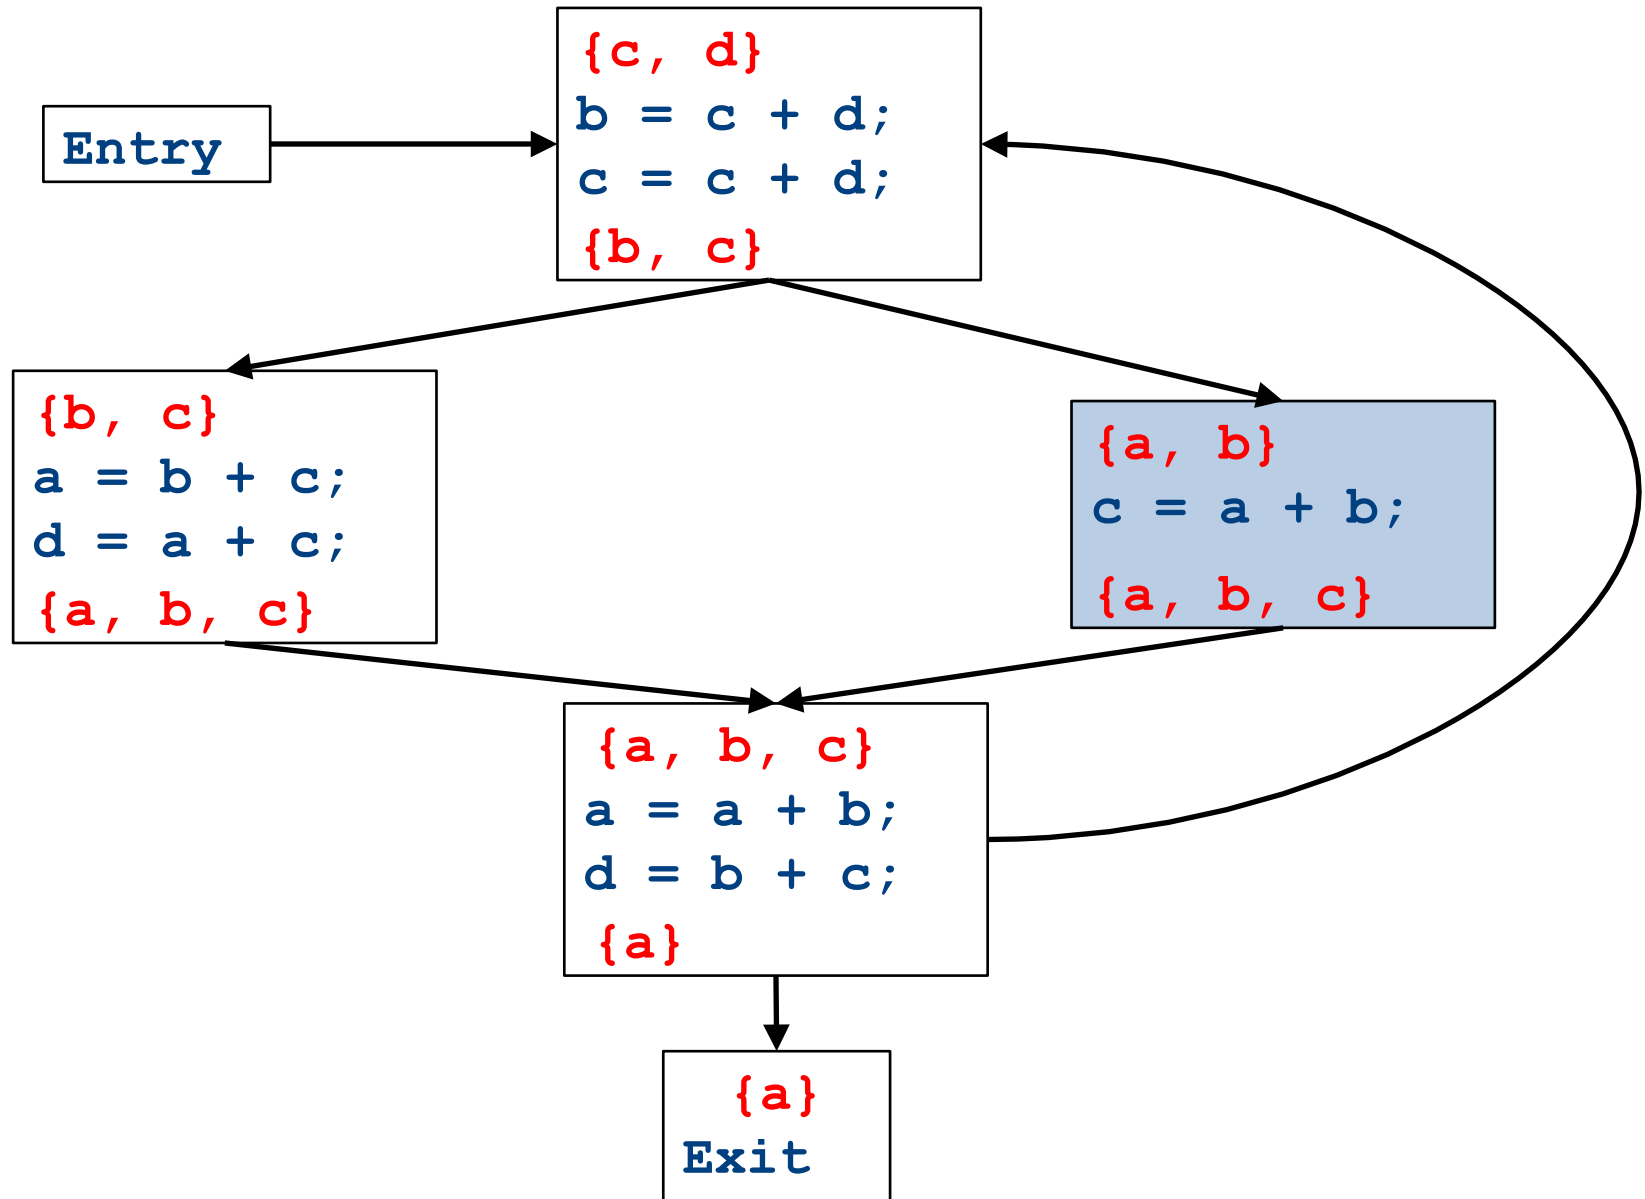 {c, d}
b = c + d;
c = c + d;
{b, c}
Entry
{b, c}
a = b + c;
d = a + c;
{a, b, c}
{a, b}
c = a + b;
{a, b, c}
{a, b, c}
a = a + b;
d = b + c;
{a}
{a}
Exit